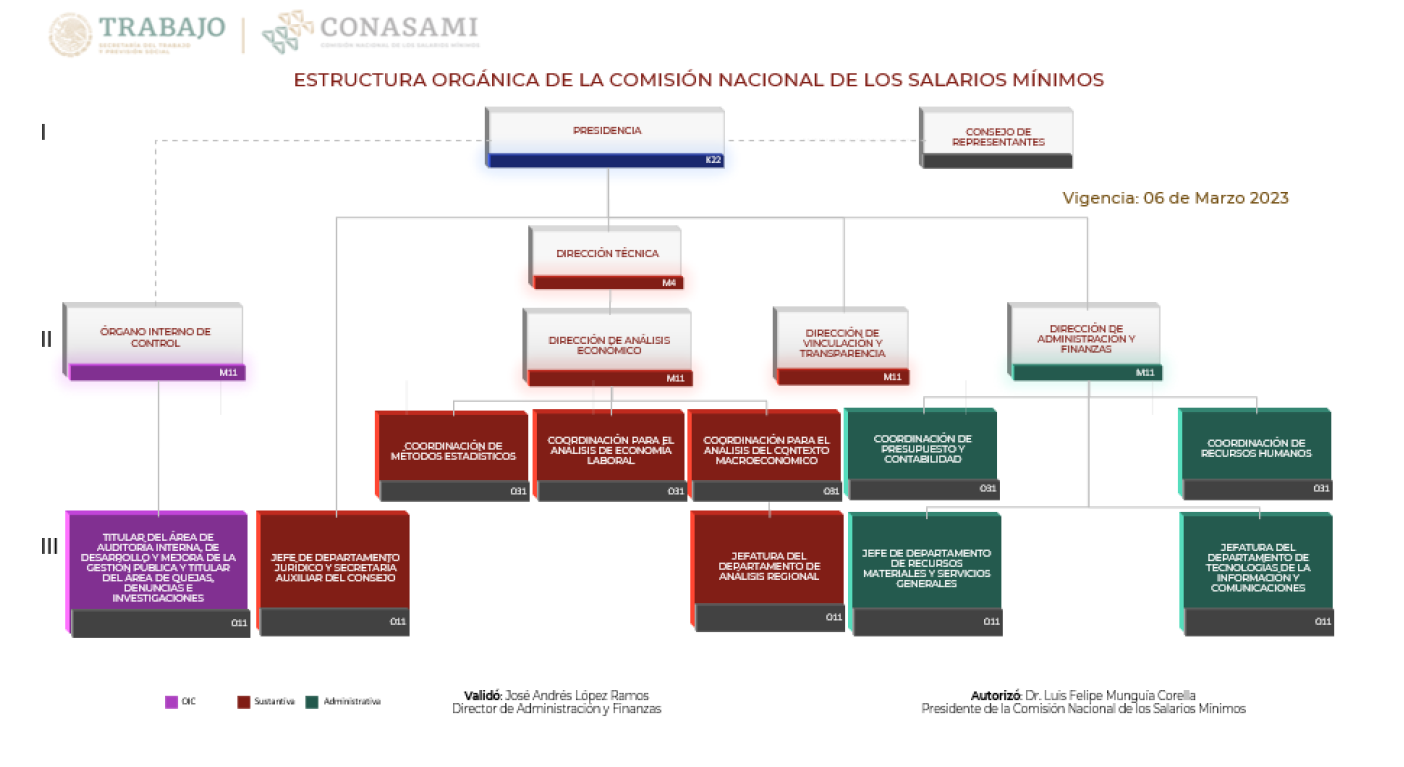 TRABAJO
SECRETARÍA DEL TRABAJO
Y PREVISIÓN SOCIAL
CONASAMI
COMISIÓN NACIONAL DE LOS SALARIOS MÍNIMOS
ESTRUCTURA ORGÁNICA DE LA COMISIÓN NACIONAL DE LOS SALARIOS MÍNIMOS
I
PRESIDENCIA
K22
CONSEJO DE
REPRESENTANTES
Vigencia: 06 de Marzo 2023
DIRECCIÓN TÉCNICA
M4
II
ÓRGANO INTERNO DE
CONTROL
M11
DIRECCIÓN DE ANÁLISIS
ECONÓMICO
M11
DIRECCIÓN DE
VINCULACIÓN Y
TRANSPARENCIA
M11
DIRECCIÓN DE
ADMINISTRACIÓN Y
FINANZAS
M11
COORDINACIÓN DE
MÉTODOS ESTADÍSTICOS
O31
COORDINACIÓN PARA EL
ANÁLISIS DE ECONOMÍA
LABORAL
O31
COORDINACIÓN PARA EL
ANÁLISIS DEL CONTEXTO
MACROECONÓMICO
O31
COORDINACIÓN DE
PRESUPUESTO Y
CONTABILIDAD
O31
COORDINACIÓN DE
RECURSOS HUMANOS
O31
III
TITULAR DEL ÁREA DE
AUDITORÍA INTERNA, DE
DESARROLLO Y MEJORA DE LA
GESTIÓN PÚBLICA Y TITULAR
DEL ÁREA DE QUEJAS,
DENUNCIAS E
INVESTIGACIONES
O11
JEFE DE DEPARTAMENTO
JURÍDICO Y SECRETARÍA
AUXILIAR DEL CONSEJO
O11
JEFATURA DEL
DEPARTAMENTO DE
ANÁLISIS REGIONAL
O11
JEFE DE DEPARTAMENTO
DE RECURSOS
MATERIALES Y SERVICIOS
GENERALES
O11
JEFATURA DEL
DEPARTAMENTO DE
TECNOLOGÍAS DE LA
INFORMACIÓN Y
COMUNICACIONES
O11
OIC
Sustantiva
Administrativa
Validó: José Andrés López Ramos
Director de Administración y Finanzas
Autorizó: Dr. Luis Felipe Munguía Corella
Presidente de la Comisión Nacional de los Salarios Mínimos